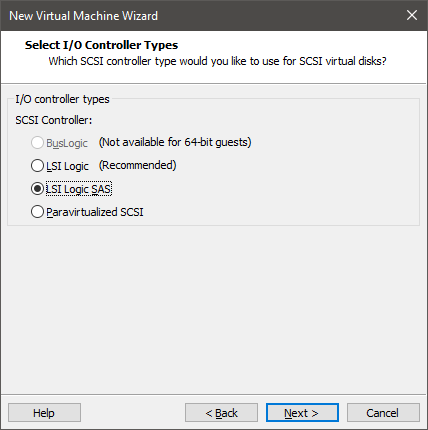 New Virtual Machine Wizard
Select I/O Controller Types
Which SCSI controller type would you like to use for SCSI virtual disks?
I/O controller types
SCSI Controller:
BusLogic (Not available for 64-bit guests)
LSI Logic (Recommended)
LSI Logic SAS
Paravirtualized SCSI
Help < Back Next > Cancel